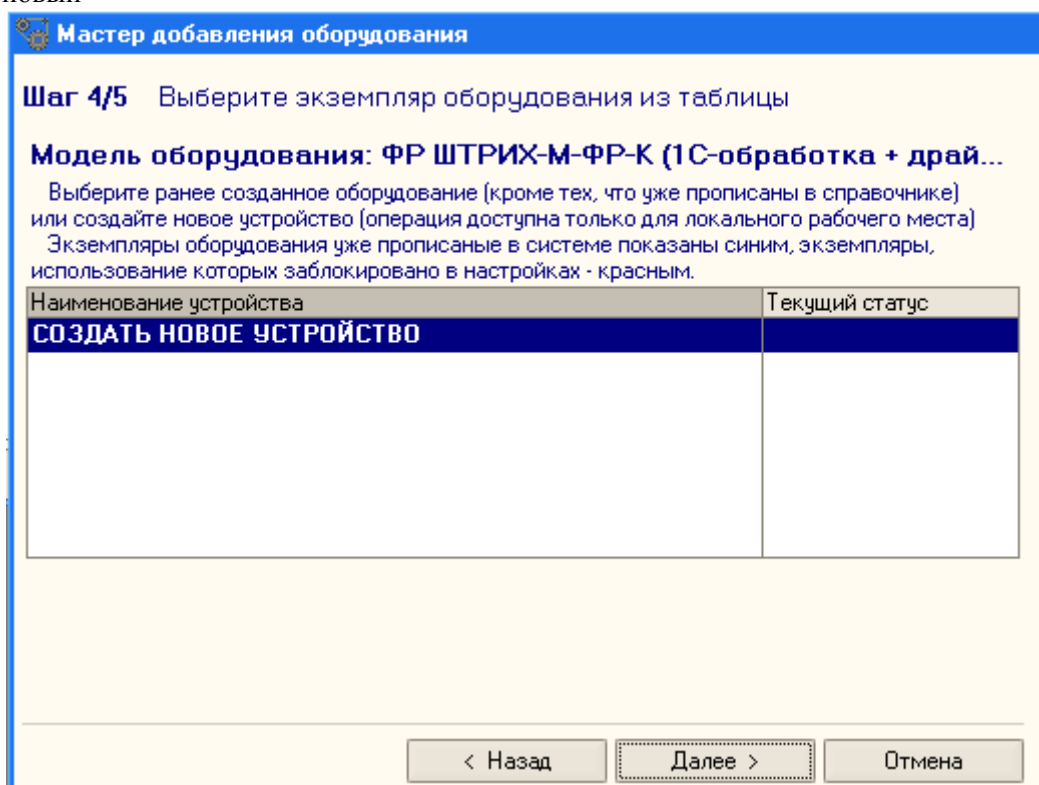 новый
Мастер добавления оборудования
Шаг 4/5 Выберите экземпляр оборудования из таблицы
Модель оборудования: ФР ШТРИХ-М-ФР-К (1С-обработка + драй...
Выберите ранее созданное оборудование (кроме тех, что уже прописаны в справочнике)
или создайте новое устройство (операция доступна только для локального рабочего места)
Экземпляры оборудования уже прописаные в системе показаны синим, экземпляры,
использование которых заблокировано в настройках - красным.
Наименование устройства Текущий статус
СОЗДАТЬ НОВОЕ УСТРОЙСТВО
< Назад Далее > Отмена